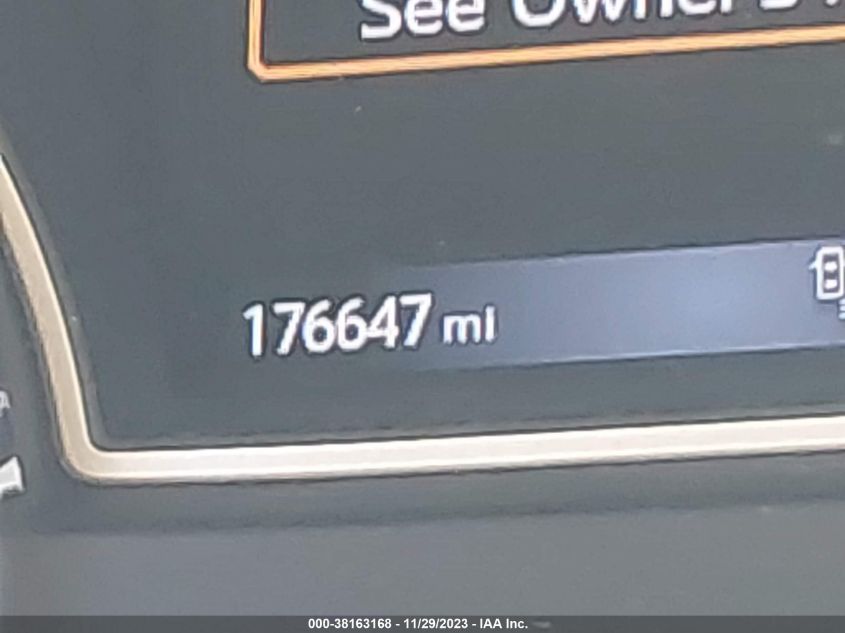 See Owner's
176647 mi
000-38163168 - 11/29/2023 - IAA Inc.